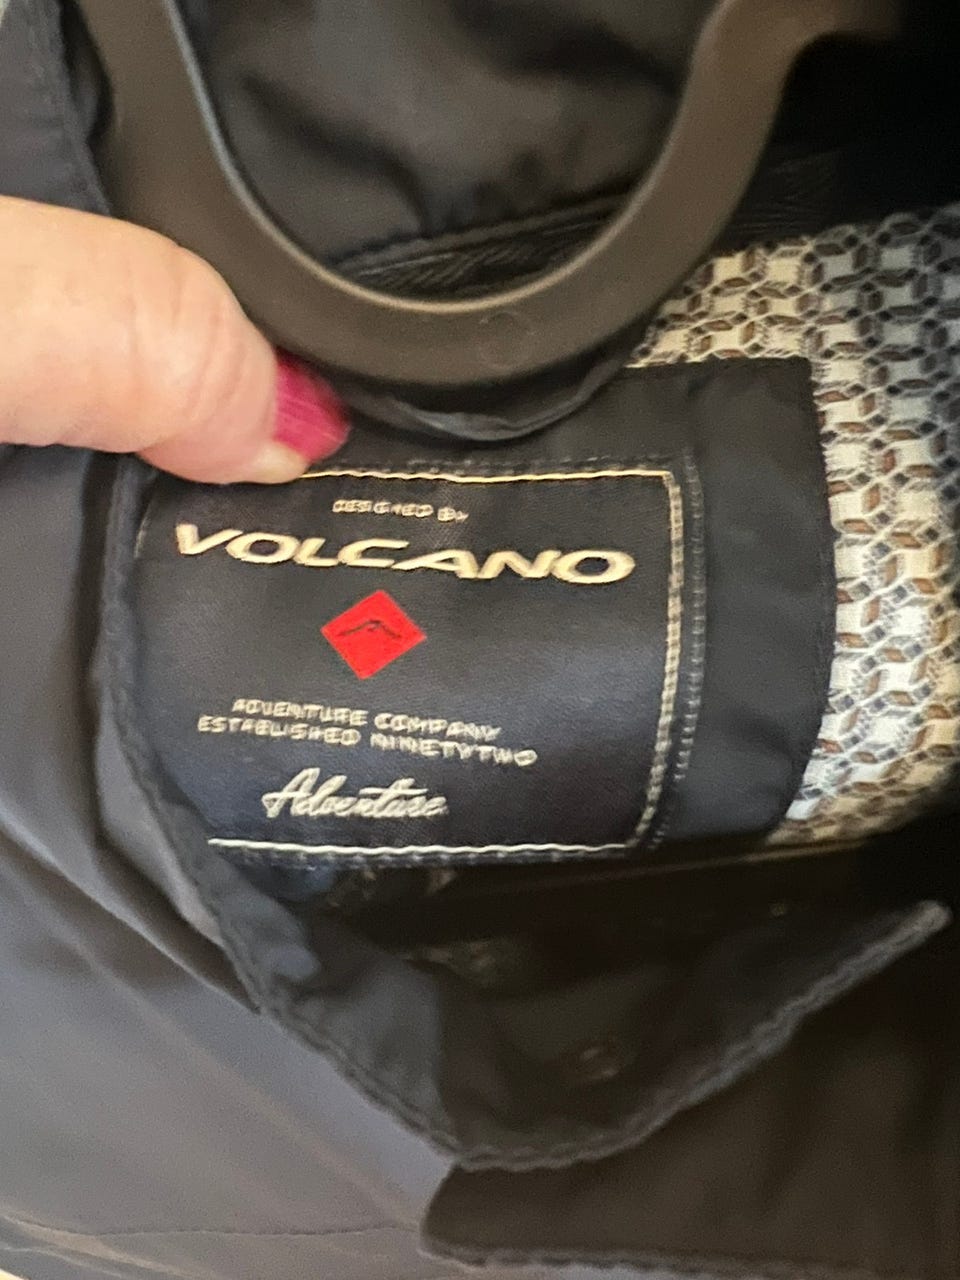 DESIGNED BY
VOLCANO
ADVENTURE COMPANY
ESTABLISHED NINETYTWO
Adventure